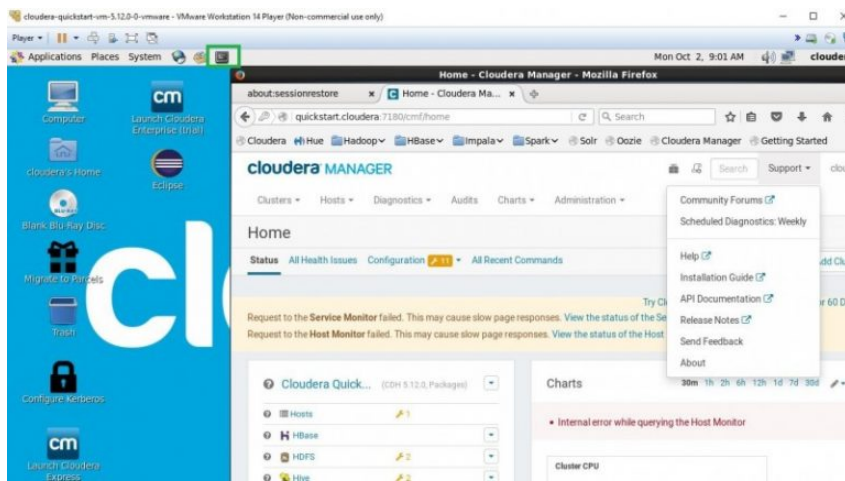 cloudera-quickstart-vm-5.12.0-0-vmware - VMware Workstation 14 Player (Non-commercial use only)
Player
Applications Places System
Mon Oct 2, 9:01 AM
Home - Cloudera Manager - Mozilla Firefox
about:sessionrestore
Home - Cloudera Ma...
quickstart.cloudera:7180/cmf/home
Search
Cloudera Hue Hadoop HBase Impala Spark Solr Oozie Cloudera Manager Getting Started
cloudera MANAGER
Search
Support
Clusters Hosts Diagnostics Audits Charts Administration
Community Forums
Scheduled Diagnostics: Weekly
Help
Installation Guide
API Documentation
Release Notes
Send Feedback
About
Home
Status All Health Issues Configuration 11 All Recent Commands
Request to the Service Monitor failed. This may cause slow page responses. View the status of the
Request to the Host Monitor failed. This may cause slow page responses. View the status of the Host
Cloudera Quick... (CDH 5.12.0, Packages)
Hosts 1
HBase
HDFS 2
Hive 2
Charts
30m 1h 2h 6h 12h 1d 7d 30d
Internal error while querying the Host Monitor
Cluster CPU
Computer
cm
Launch Cloudera Enterprise (trial)
cloudera's Home
Eclipse
Blank Blu-Ray Disc
Migrate to Parcels
Trash
Configure Kerberos
cm
Launch Cloudera Express